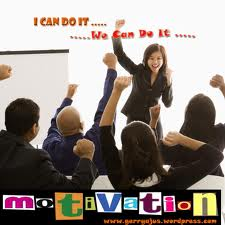 I CAN DO IT .....
.....We Can Do It .....
moTiVaTion
www.garryajus.wordpress.com